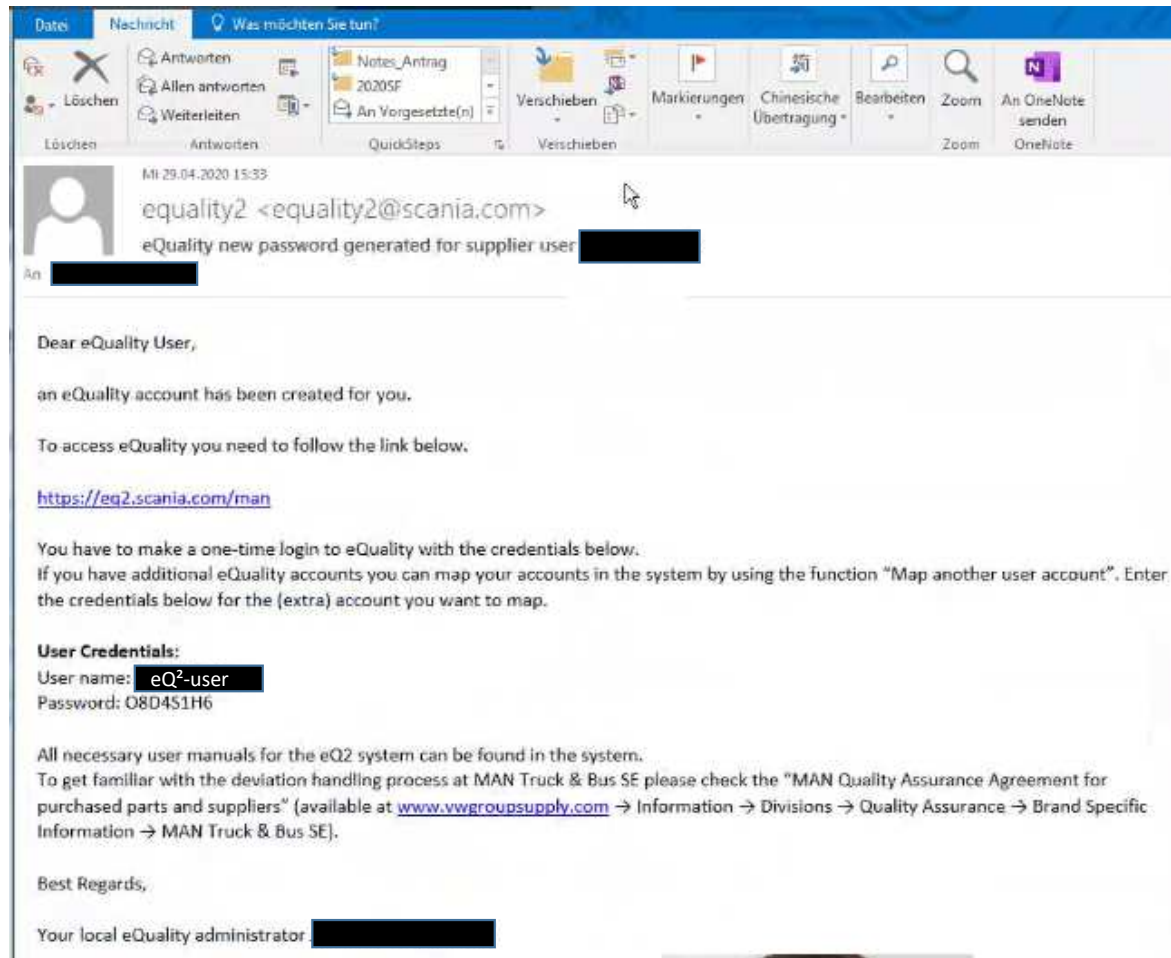 Datei Nachricht Was möchten Sie tun?
Löschen
Antworten
Allen antworten
Weiterleiten
Notes_Antrag
2020SF
An Vorgesetzte(n)
Verschieben
Markierungen
Chinesische Übertragung
Bearbeiten
Zoom
An OneNote senden
Löschen Antworten QuickSteps Verschieben Zoom OneNote
Mi 29.04.2020 15:33
equality2 <equality2@scania.com>
eQuality new password generated for supplier user
An
Dear eQuality User,
an eQuality account has been created for you.
To access eQuality you need to follow the link below.
https://eq2.scania.com/man
You have to make a one-time login to eQuality with the credentials below.
If you have additional eQuality accounts you can map your accounts in the system by using the function “Map another user account”. Enter
the credentials below for the (extra) account you want to map.
User Credentials:
User name: eQ²-user
Password: O8D4S1H6
All necessary user manuals for the eQ2 system can be found in the system.
To get familiar with the deviation handling process at MAN Truck & Bus SE please check the “MAN Quality Assurance Agreement for
purchased parts and suppliers” (available at www.vwgroupsupply.com → Information → Divisions → Quality Assurance → Brand Specific
Information → MAN Truck & Bus SE).
Best Regards,
Your local eQuality administrator